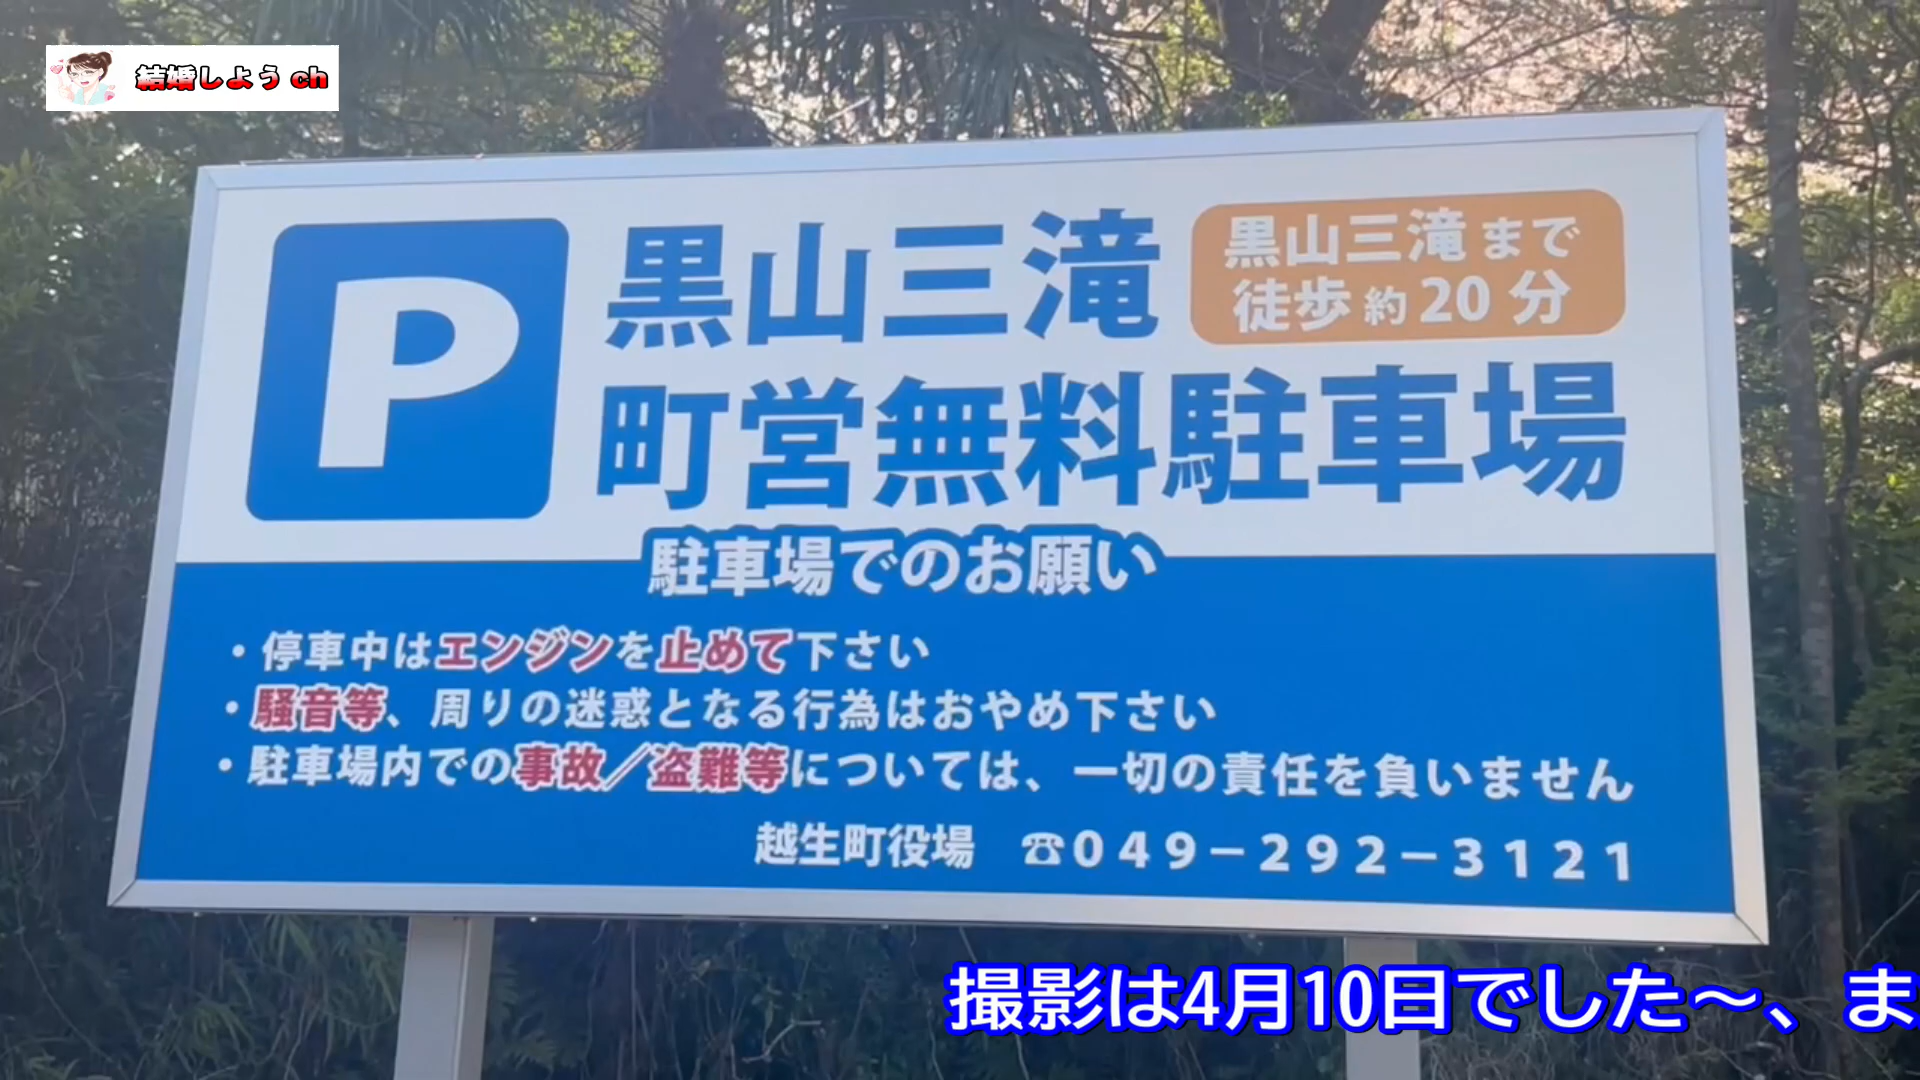 結婚しようch
P
黒山三滝
黒山三滝まで
徒歩約20分
町営無料駐車場
駐車場でのお願い
・停車中はエンジンを止めて下さい
・騒音等、周りの迷惑となる行為はおやめ下さい
・駐車場内での事故／盗難等については、一切の責任を負いません
越生町役場 ☎049－292－3121
撮影は4月10日でした～、ま